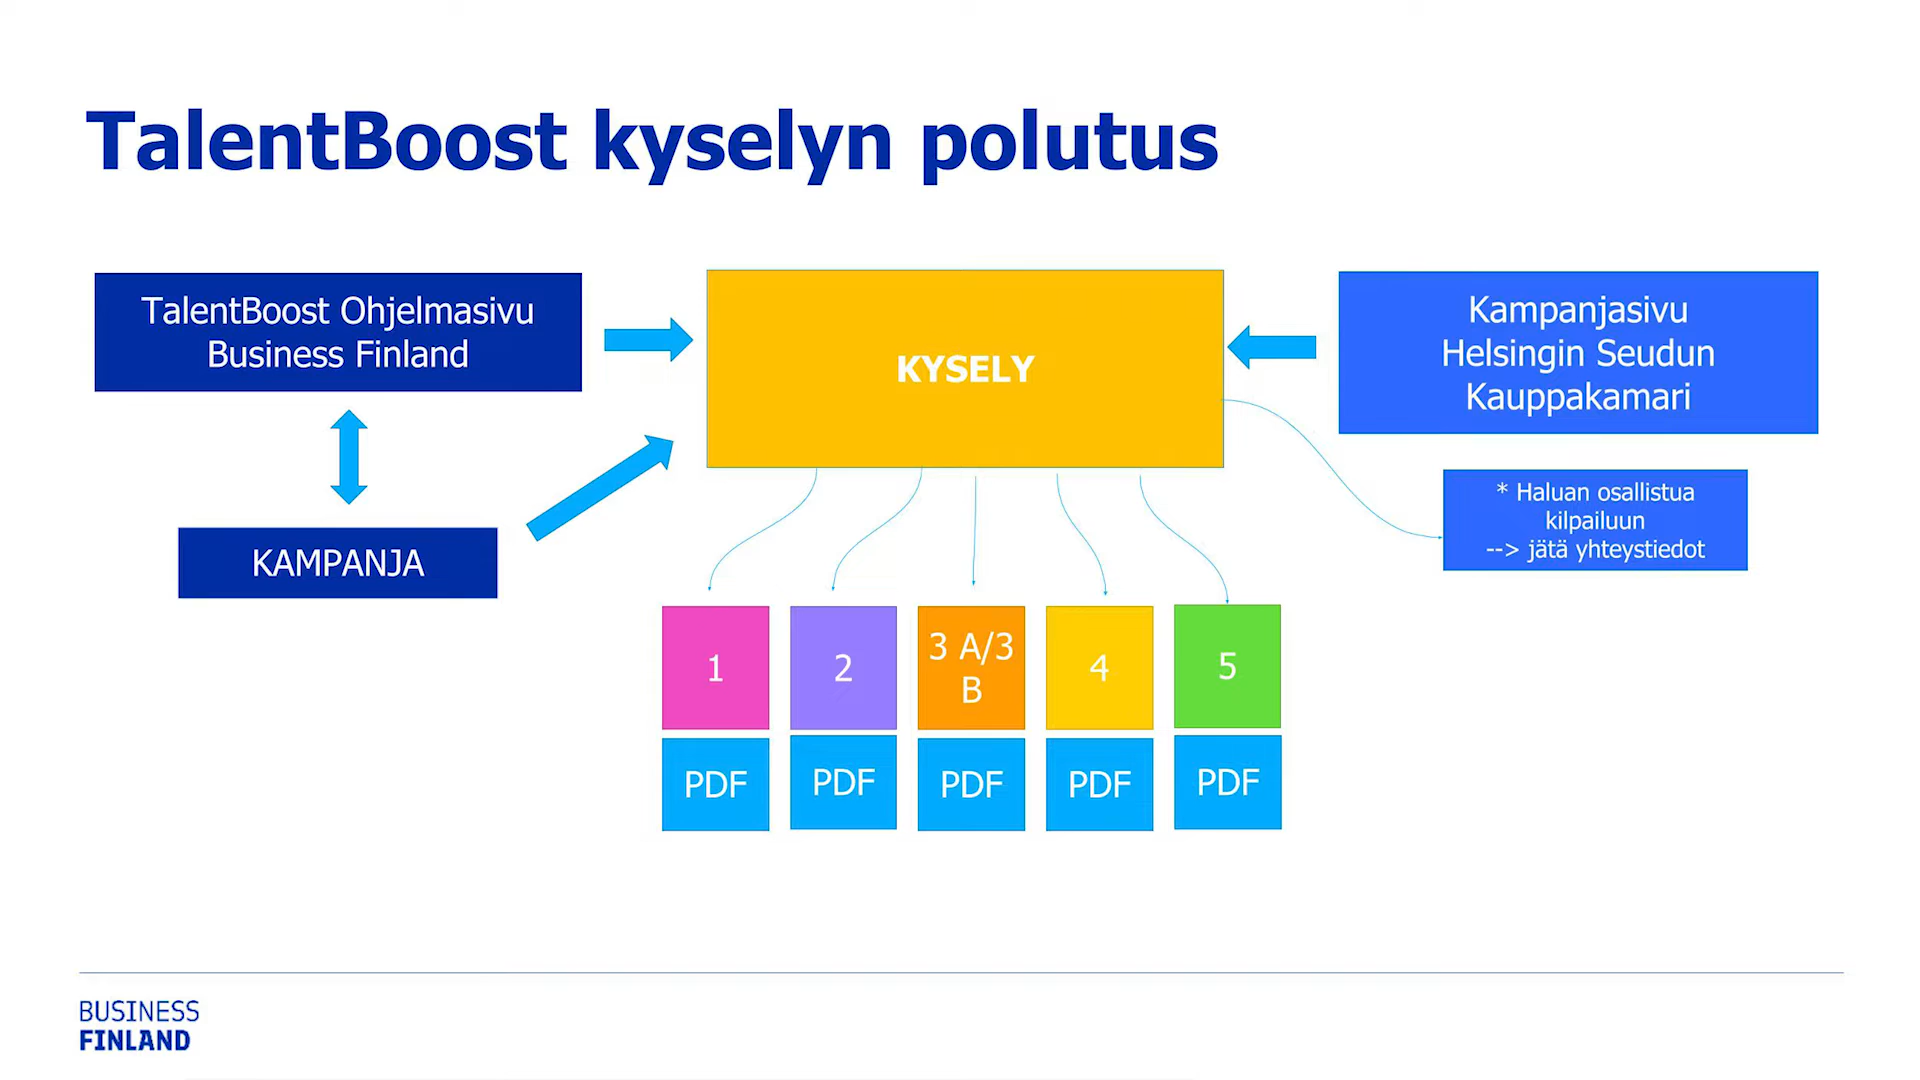 TalentBoost kyselyn polutus
TalentBoost Ohjelmasivu
Business Finland
KYSELY
Kampanjasivu
Helsingin Seudun
Kauppakamari
KAMPANJA
* Haluan osallistua
kilpailuun
--> jätä yhteystiedot
1
2
3 A/3
B
4
5
PDF
PDF
PDF
PDF
PDF
BUSINESS
FINLAND